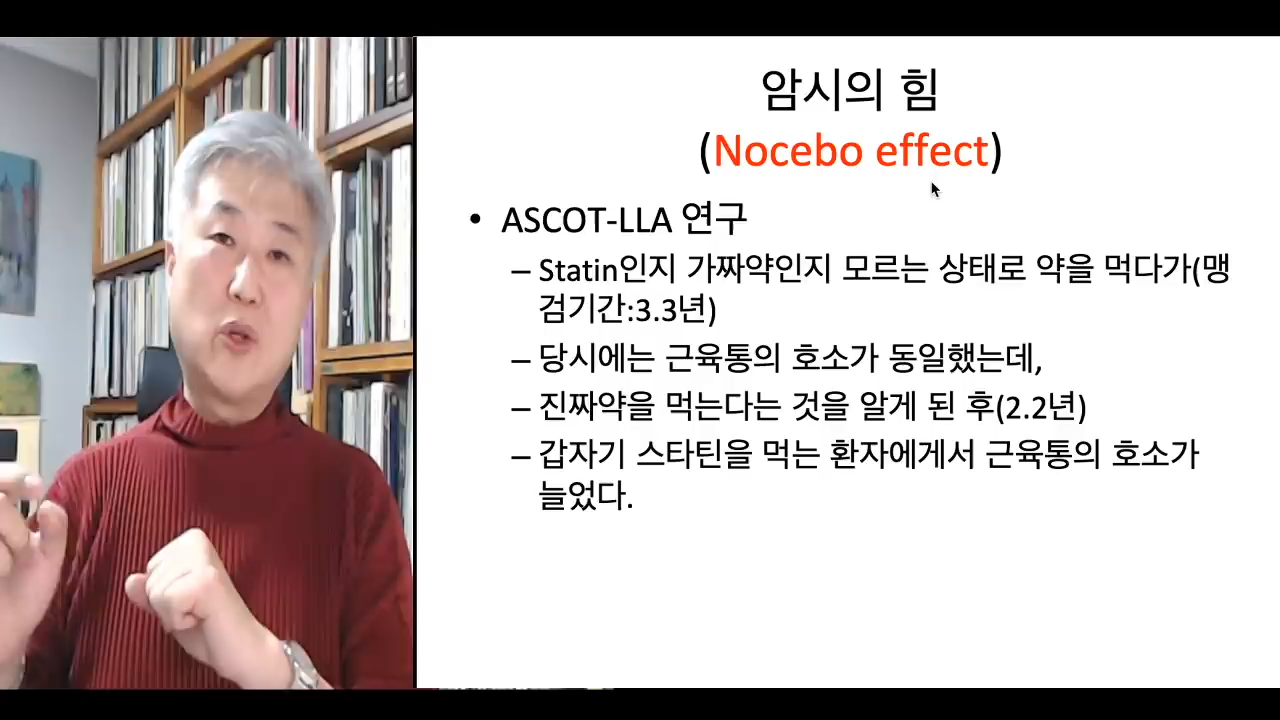 암시의 힘
(Nocebo effect)
• ASCOT-LLA 연구
– Statin인지 가짜약인지 모르는 상태로 약을 먹다가(맹
검기간:3.3년)
– 당시에는 근육통의 호소가 동일했는데,
– 진짜약을 먹는다는 것을 알게 된 후(2.2년)
– 갑자기 스타틴을 먹는 환자에게서 근육통의 호소가
늘었다.